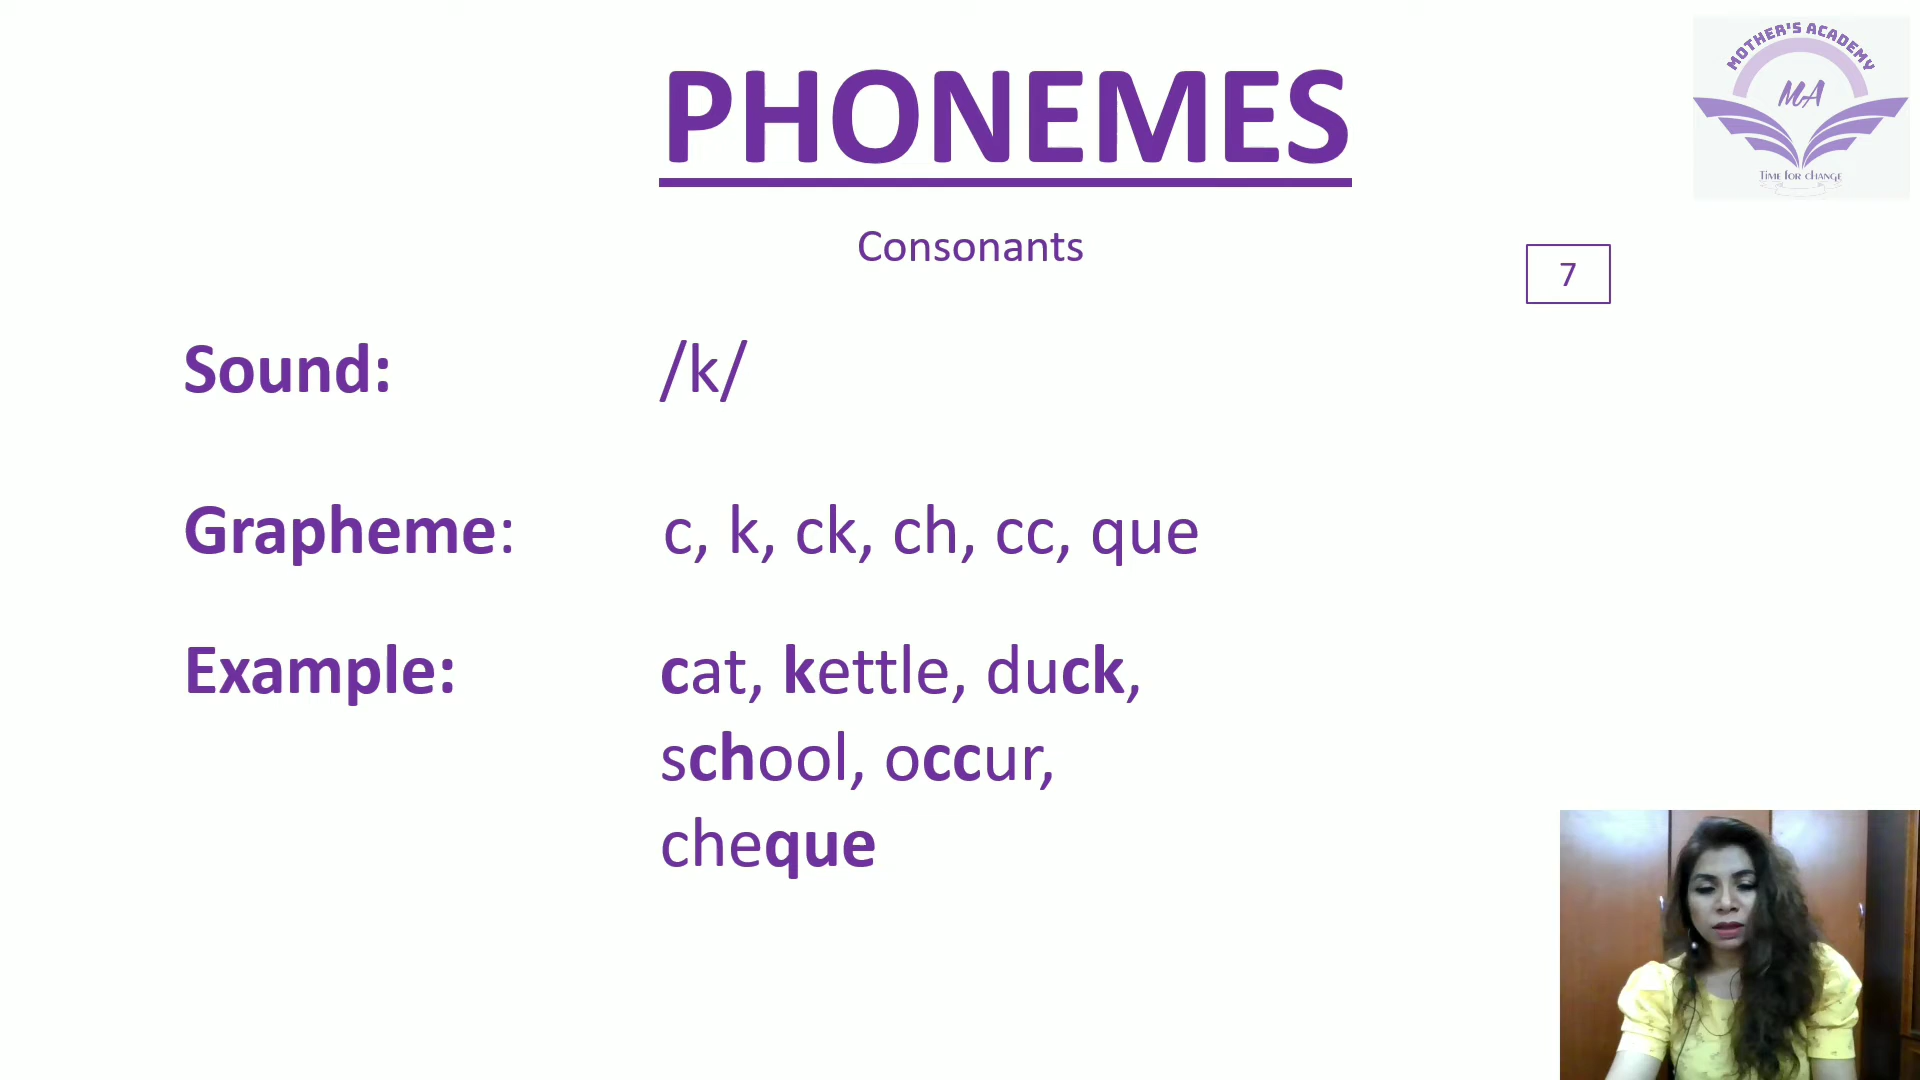 PHONEMES
MOTHER'S ACADEMY
MA
TIME FOR CHANGE
Consonants
7
Sound: /k/
Grapheme: c, k, ck, ch, cc, que
Example: cat, kettle, duck,
school, occur,
cheque